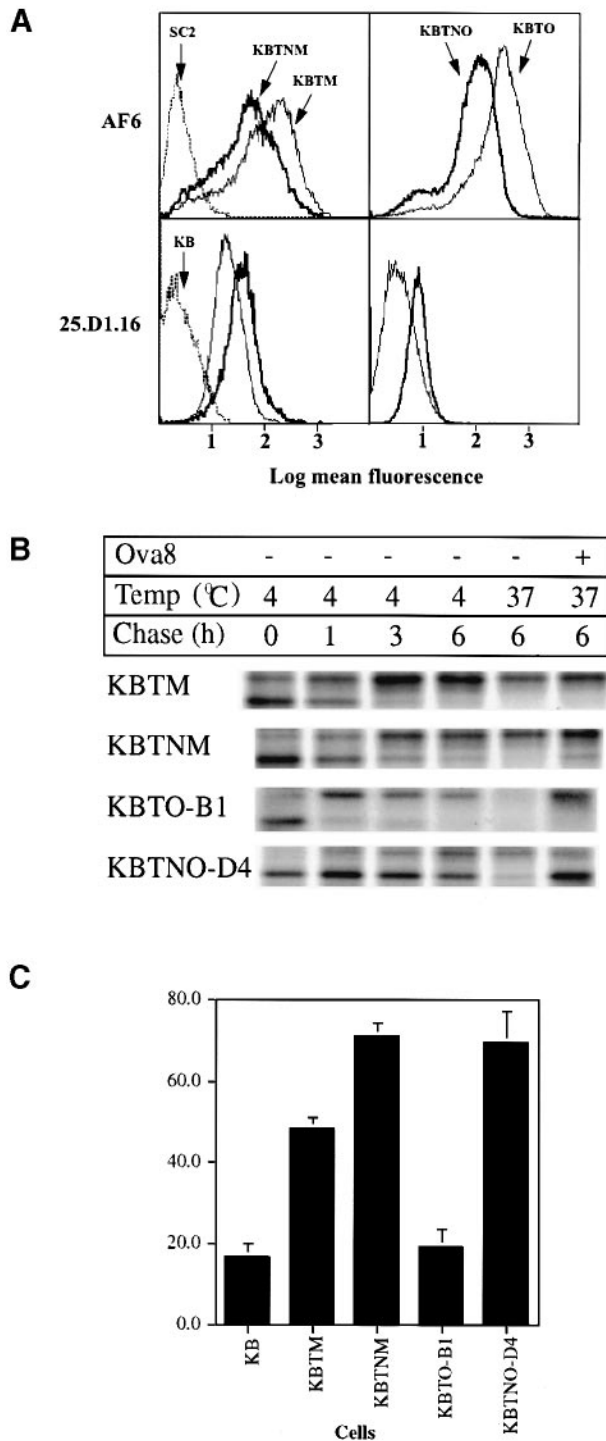 A
SC2
KBTNM
KBTM
KBTNO
KBTO
AF6
KB
25.D1.16
1 2 3 1 2 3
Log mean fluorescence
B
Ova8 - - - - - +
Temp (°C) 4 4 4 4 37 37
Chase (h) 0 1 3 6 6 6
KBTM
KBTNM
KBTO-B1
KBTNO-D4
C
80.0
60.0
40.0
20.0
0.0
KB
KBTM
KBTNM
KBTO-B1
KBTNO-D4
Cells